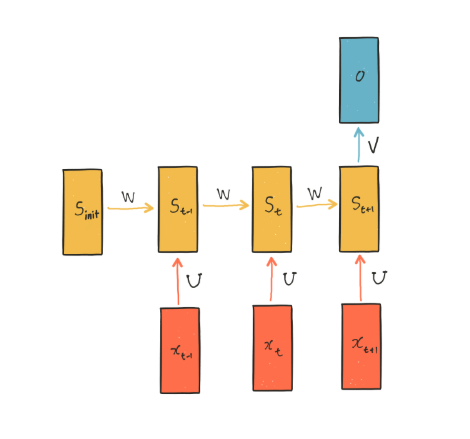 O
V
W
W
W
S_init
S_t-1
S_t
S_t+1
U
U
U
x_t-1
x_t
x_t+1